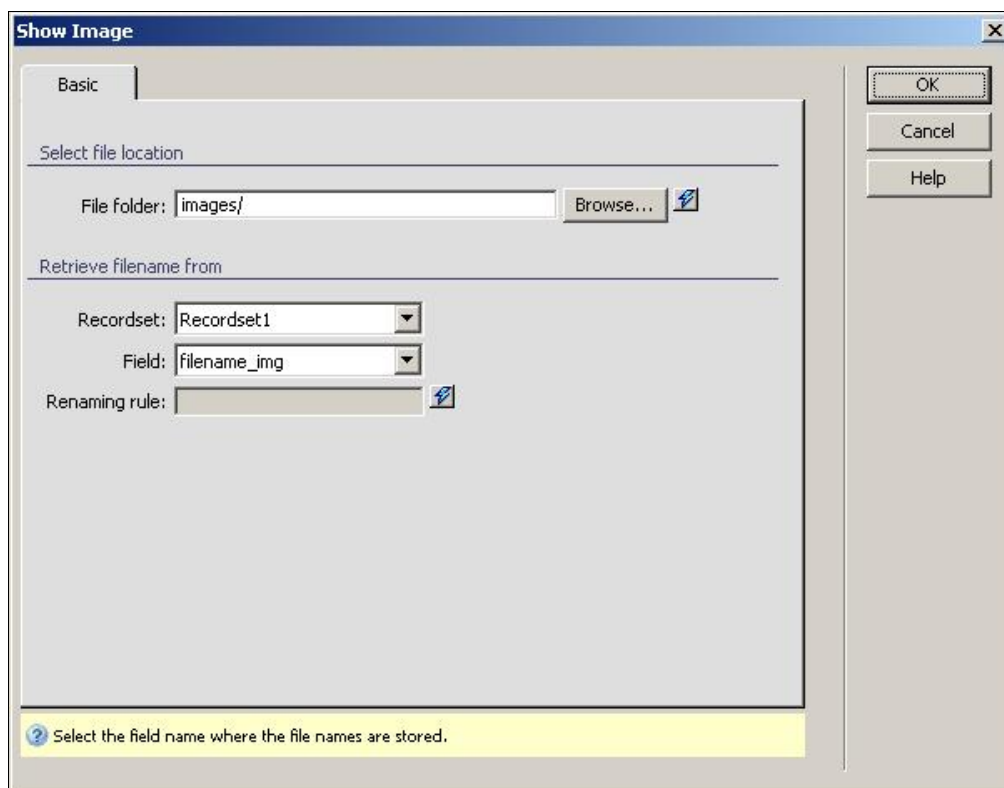 Show Image
Basic
OK
Cancel
Help
Select file location
File folder: images/ Browse...
Retrieve filename from
Recordset: Recordset1
Field: filename_img
Renaming rule:
Select the field name where the file names are stored.